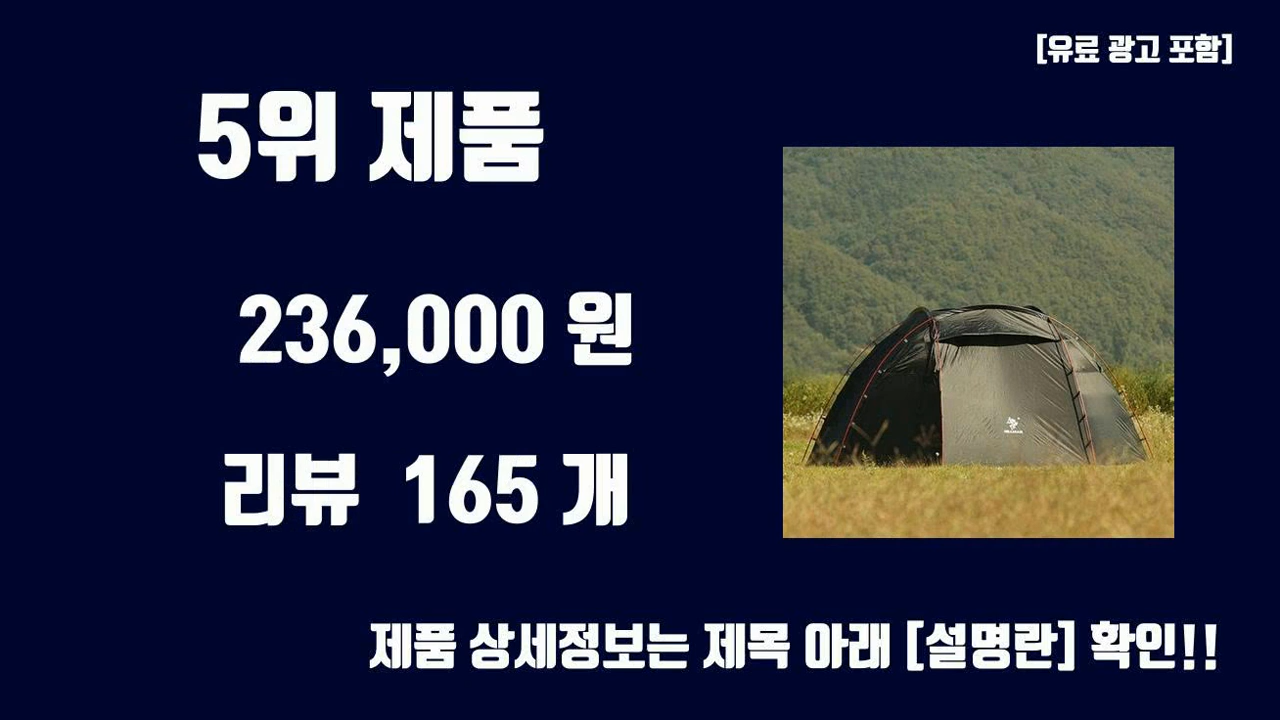 [유료 광고 포함]
5위 제품
236,000 원
리뷰 165 개
제품 상세정보는 제목 아래 [설명란] 확인!!